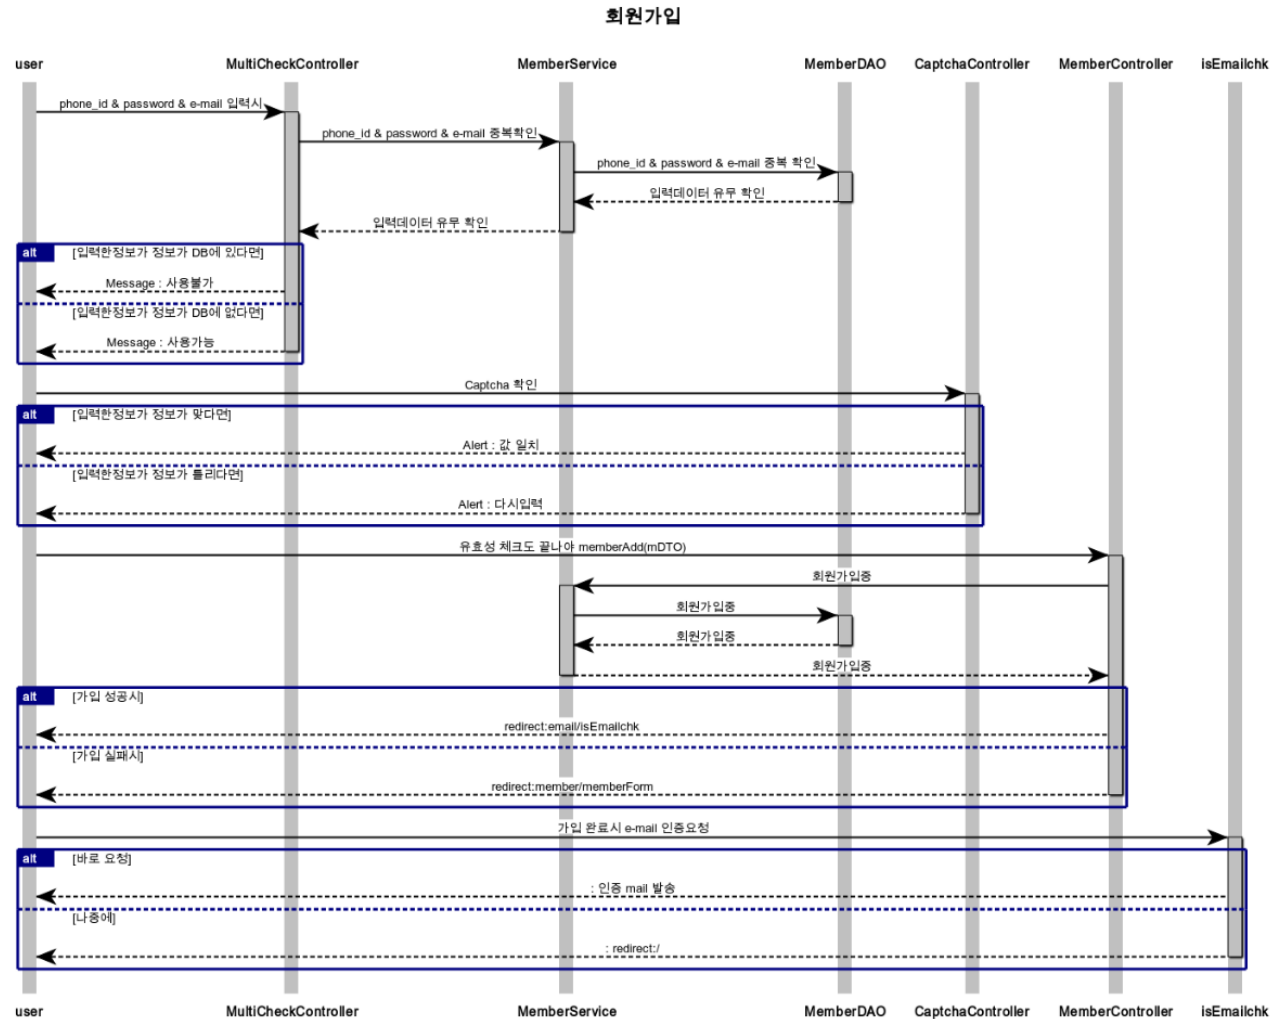 회원가입
user MultiCheckController MemberService MemberDAO CaptchaController MemberController isEmailchk
phone_id & password & e-mail 입력시
phone_id & password & e-mail 중복확인
phone_id & password & e-mail 중복 확인
입력데이터 유무 확인
입력데이터 유무 확인
alt [입력한정보가 정보가 DB에 있다면]
Message : 사용불가
[입력한정보가 정보가 DB에 없다면]
Message : 사용가능
Captcha 확인
alt [입력한정보가 정보가 맞다면]
Alert : 값 일치
[입력한정보가 정보가 틀리다면]
Alert : 다시입력
유효성 체크도 끝나야 memberAdd(mDTO)
회원가입중
회원가입중
회원가입중
회원가입중
alt [가입 성공시]
redirect:email/isEmailchk
[가입 실패시]
redirect:member/memberForm
가입 완료시 e-mail 인증요청
alt [바로 요청]
: 인증 mail 발송
[나중에]
: redirect:/
user MultiCheckController MemberService MemberDAO CaptchaController MemberController isEmailchk